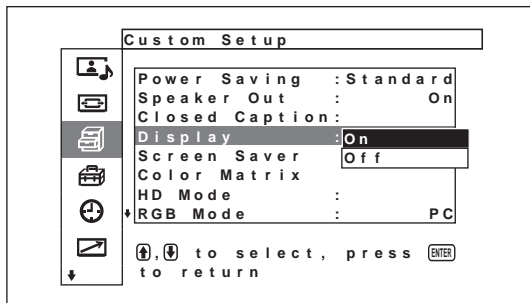 Custom Setup
Power Saving :Standard
Speaker Out : On
Closed Caption:
Display :On
Off
Screen Saver
Color Matrix
HD Mode :
RGB Mode : PC
, to select, press ENTER
to return